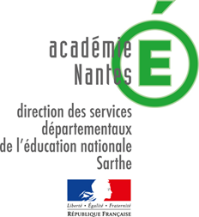 académie
Nantes
É
direction des services
départementaux
de l'éducation nationale
Sarthe
Liberté • Égalité • Fraternité
RÉPUBLIQUE FRANÇAISE